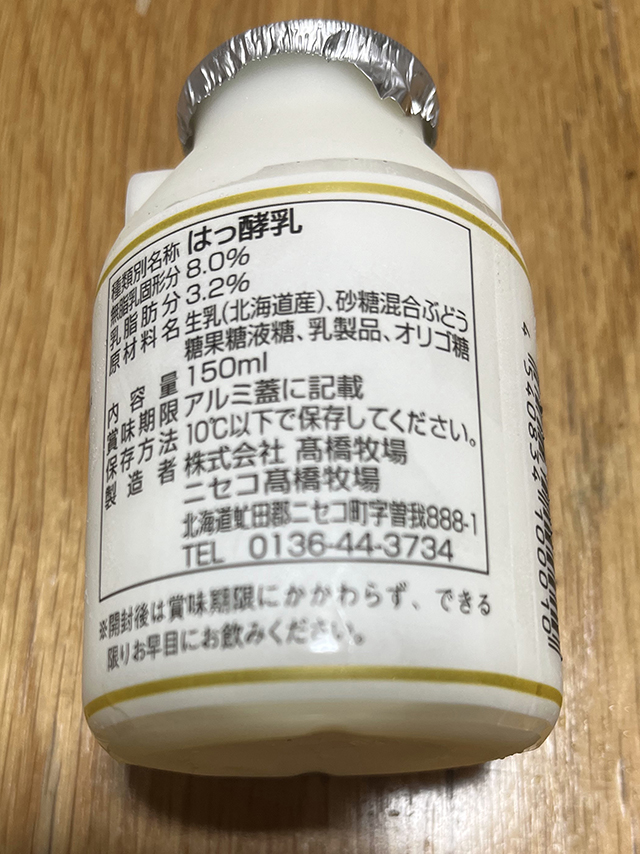 種類別名称 はっ酵乳
無脂乳固形分 8.0%
乳脂肪分 3.2%
原材料名 生乳(北海道産)、砂糖混合ぶどう
糖果糖液糖、乳製品、オリゴ糖
内容量 150ml
賞味期限 アルミ蓋に記載
保存方法 10℃以下で保存してください。
製造者 株式会社 髙橋牧場
ニセコ髙橋牧場
北海道虻田郡ニセコ町字曽我888-1
TEL 0136-44-3734
※開封後は賞味期限にかかわらず、できる
限りお早目にお飲みください。